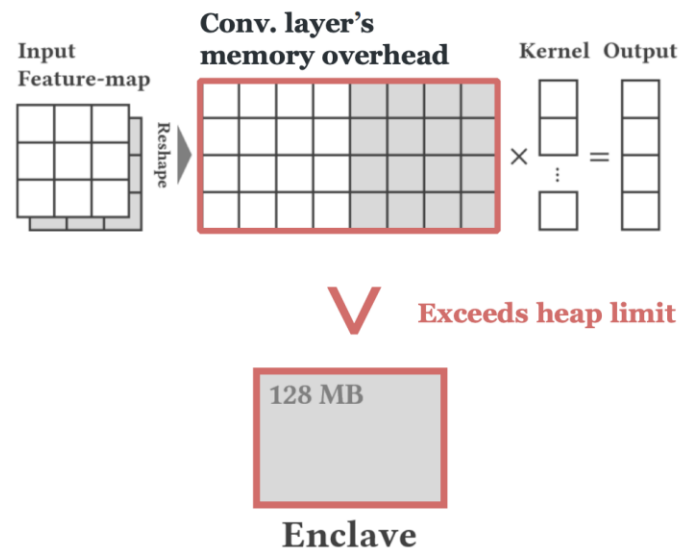 Conv. layer's
memory overhead
Input
Feature-map
Kernel Output
Reshape
× ⋮ =
Exceeds heap limit
128 MB
Enclave